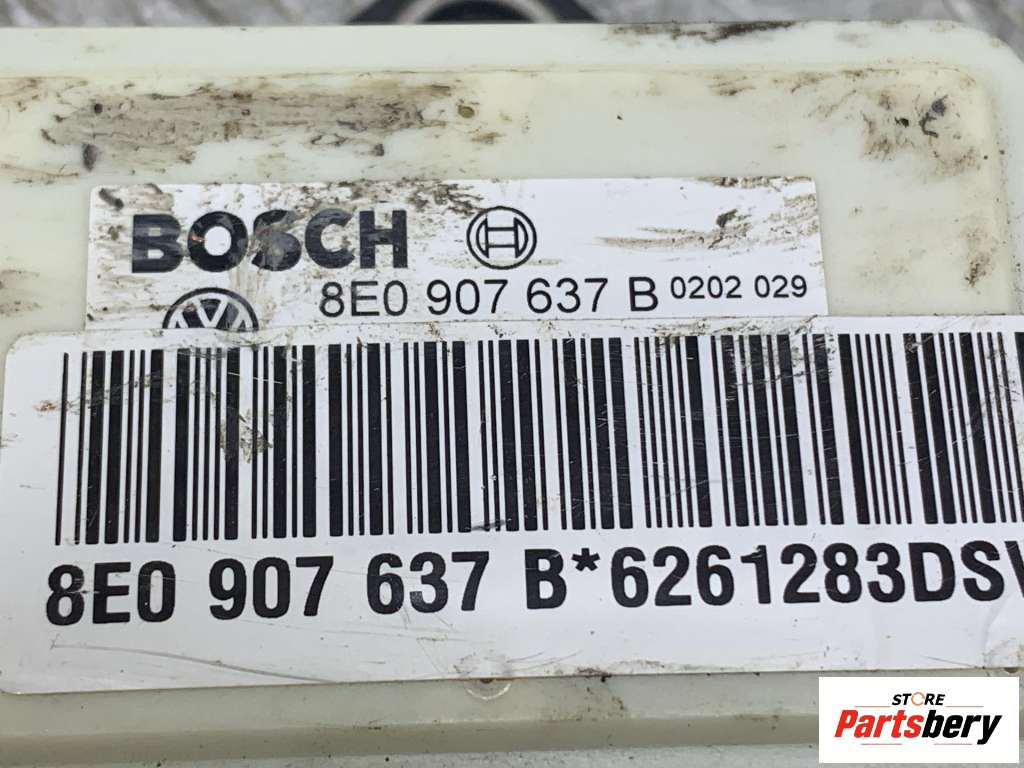 BOSCH
8E0 907 637 B 0202 029
8E0 907 637 B*6261283DS
STORE
Partsbery